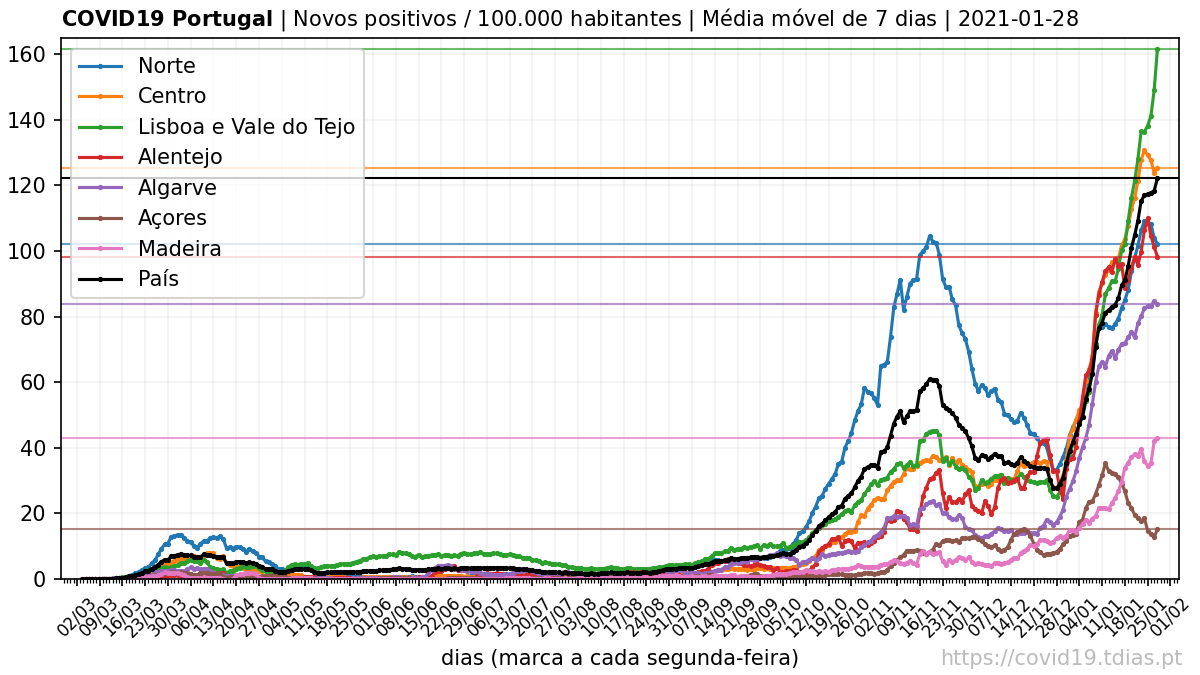 COVID19 Portugal | Novos positivos / 100.000 habitantes | Média móvel de 7 dias | 2021-01-28
160
140
120
100
80
60
40
20
0
Norte
Centro
Lisboa e Vale do Tejo
Alentejo
Algarve
Açores
Madeira
País
02/03 09/03 16/03 23/03 30/03 06/04 13/04 20/04 27/04 04/05 11/05 18/05 25/05 01/06 08/06 15/06 22/06 29/06 06/07 13/07 20/07 27/07 03/08 10/08 17/08 24/08 31/08 07/09 14/09 21/09 28/09 05/10 12/10 19/10 26/10 02/11 09/11 16/11 23/11 30/11 07/12 14/12 21/12 28/12 04/01 11/01 18/01 25/01 01/02
dias (marca a cada segunda-feira)
https://covid19.tdias.pt